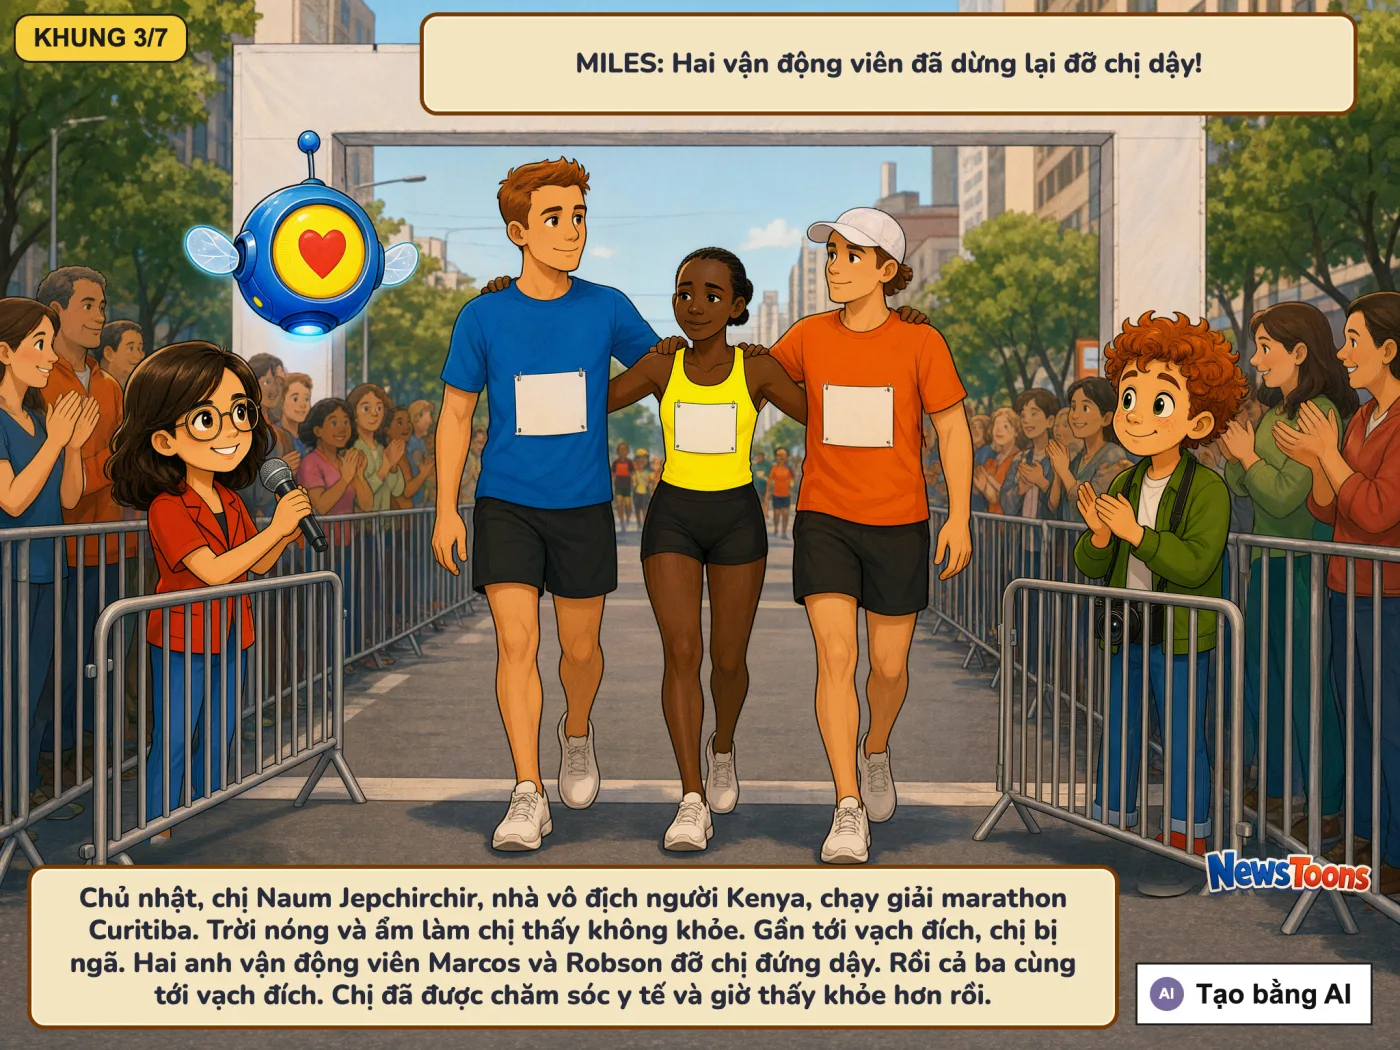 KHUNG 3/7
MILES: Hai vận động viên đã dừng lại đỡ chị dậy!
Chủ nhật, chị Naum Jepchirchir, nhà vô địch người Kenya, chạy giải marathon
Curitiba. Trời nóng và ẩm làm chị thấy không khỏe. Gần tới vạch đích, chị bị
ngã. Hai anh vận động viên Marcos và Robson đỡ chị đứng dậy. Rồi cả ba cùng
tới vạch đích. Chị đã được chăm sóc y tế và giờ thấy khỏe hơn rồi.
NewsToons
AI Tạo bằng AI